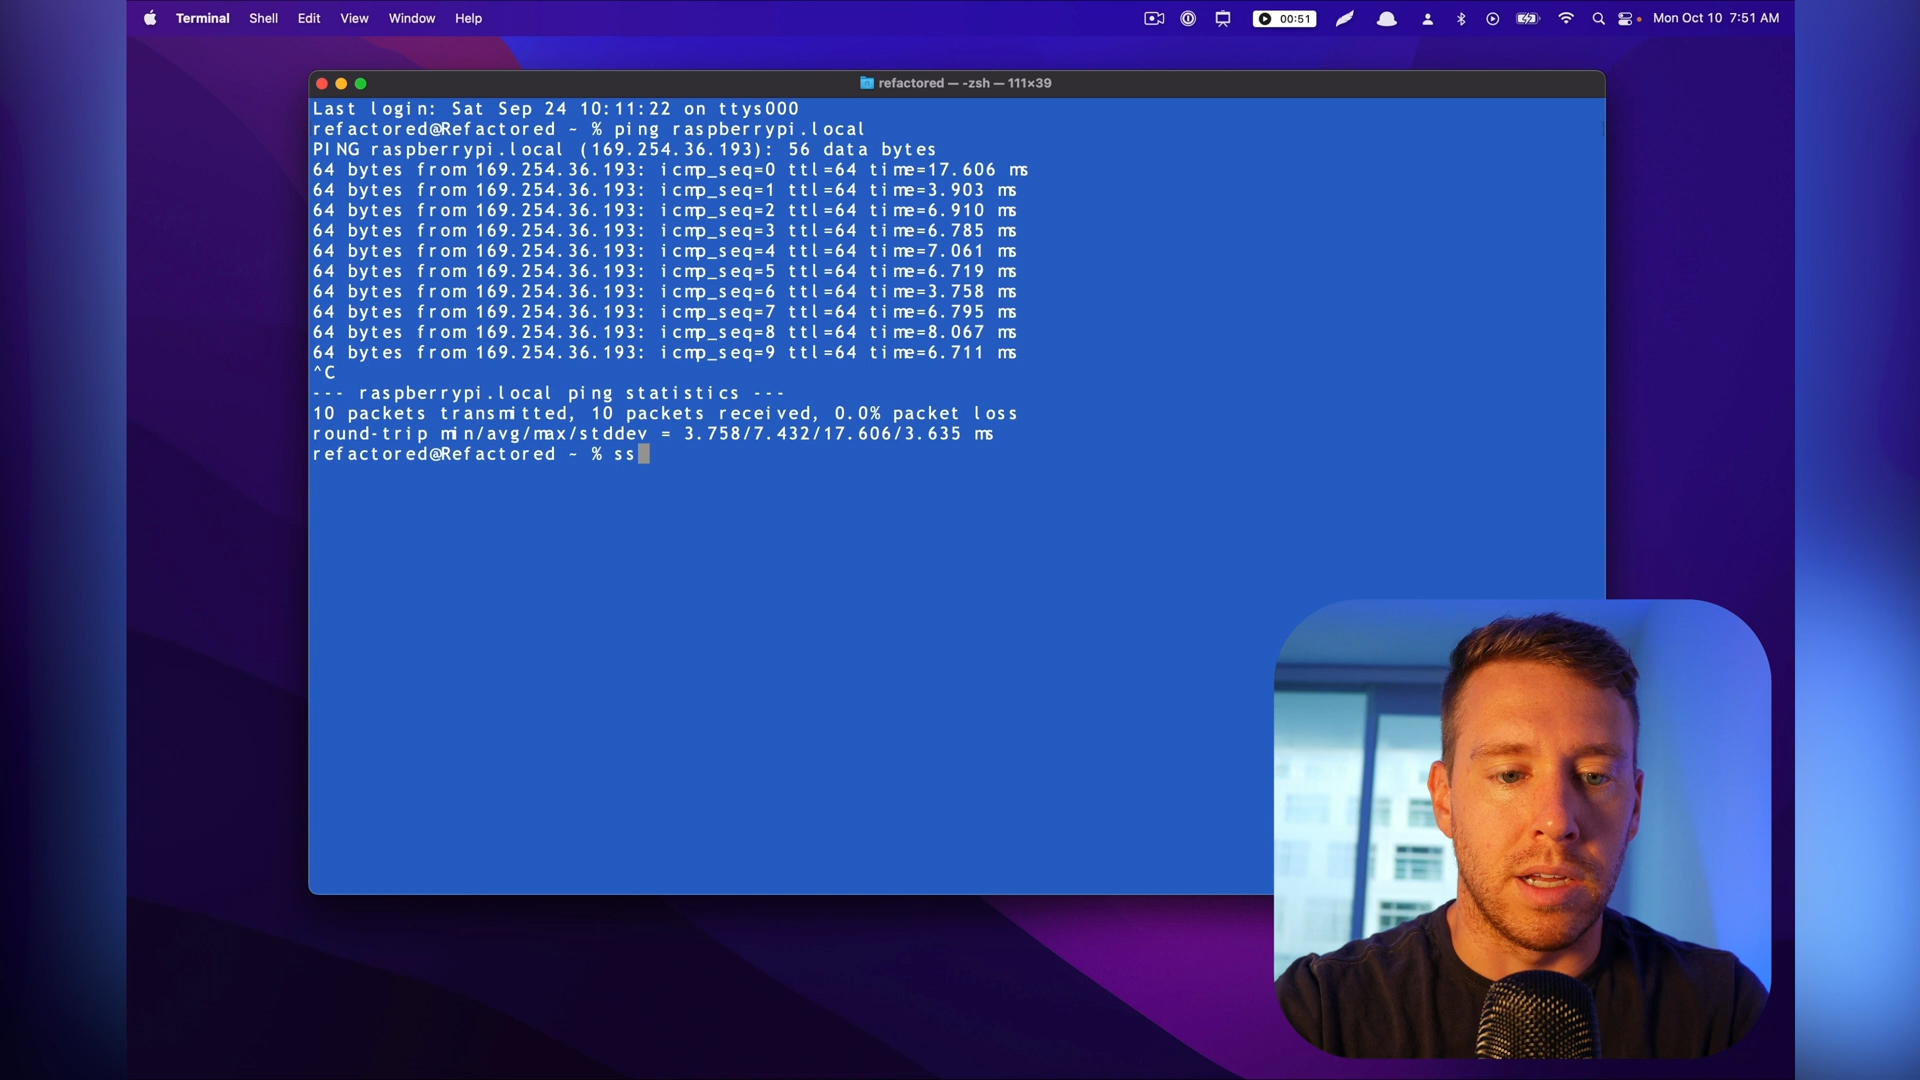 Terminal Shell Edit View Window Help 00:51 Mon Oct 10 7:51 AM
refactored — -zsh — 111×39
Last login: Sat Sep 24 10:11:22 on ttys000
refactored@Refactored ~ % ping raspberrypi.local
PING raspberrypi.local (169.254.36.193): 56 data bytes
64 bytes from 169.254.36.193: icmp_seq=0 ttl=64 time=17.606 ms
64 bytes from 169.254.36.193: icmp_seq=1 ttl=64 time=3.903 ms
64 bytes from 169.254.36.193: icmp_seq=2 ttl=64 time=6.910 ms
64 bytes from 169.254.36.193: icmp_seq=3 ttl=64 time=6.785 ms
64 bytes from 169.254.36.193: icmp_seq=4 ttl=64 time=7.061 ms
64 bytes from 169.254.36.193: icmp_seq=5 ttl=64 time=6.719 ms
64 bytes from 169.254.36.193: icmp_seq=6 ttl=64 time=3.758 ms
64 bytes from 169.254.36.193: icmp_seq=7 ttl=64 time=6.795 ms
64 bytes from 169.254.36.193: icmp_seq=8 ttl=64 time=8.067 ms
64 bytes from 169.254.36.193: icmp_seq=9 ttl=64 time=6.711 ms
^C
--- raspberrypi.local ping statistics ---
10 packets transmitted, 10 packets received, 0.0% packet loss
round-trip min/avg/max/stddev = 3.758/7.432/17.606/3.635 ms
refactored@Refactored ~ % ss